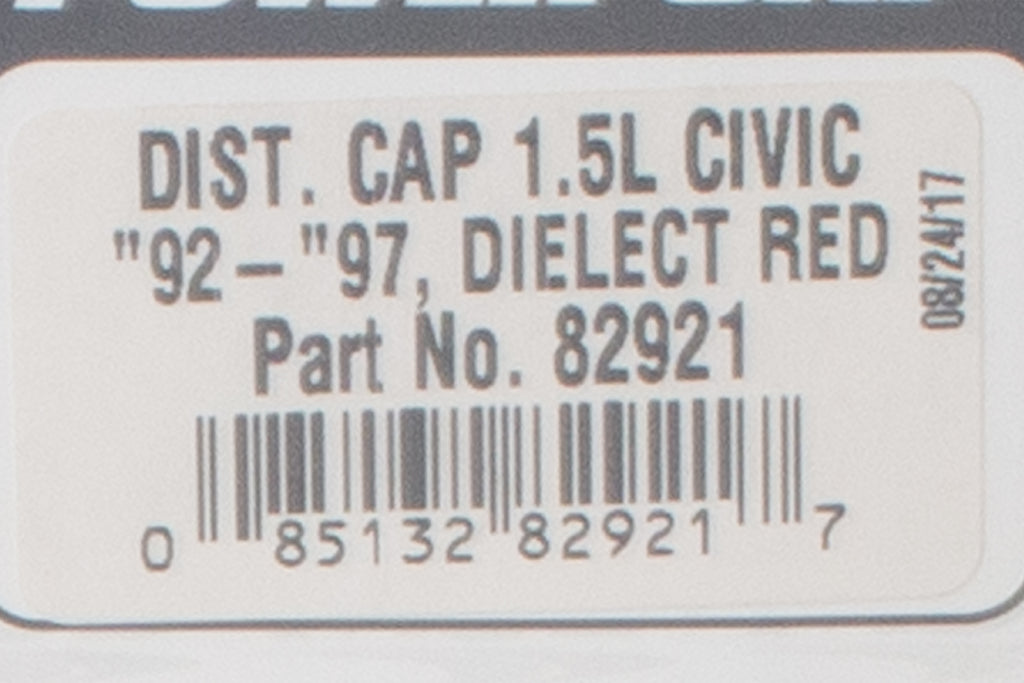 DIST. CAP 1.5L CIVIC
"92 – "97, DIELECT RED
Part No. 82921
08/24/17
0 85132 82921 7